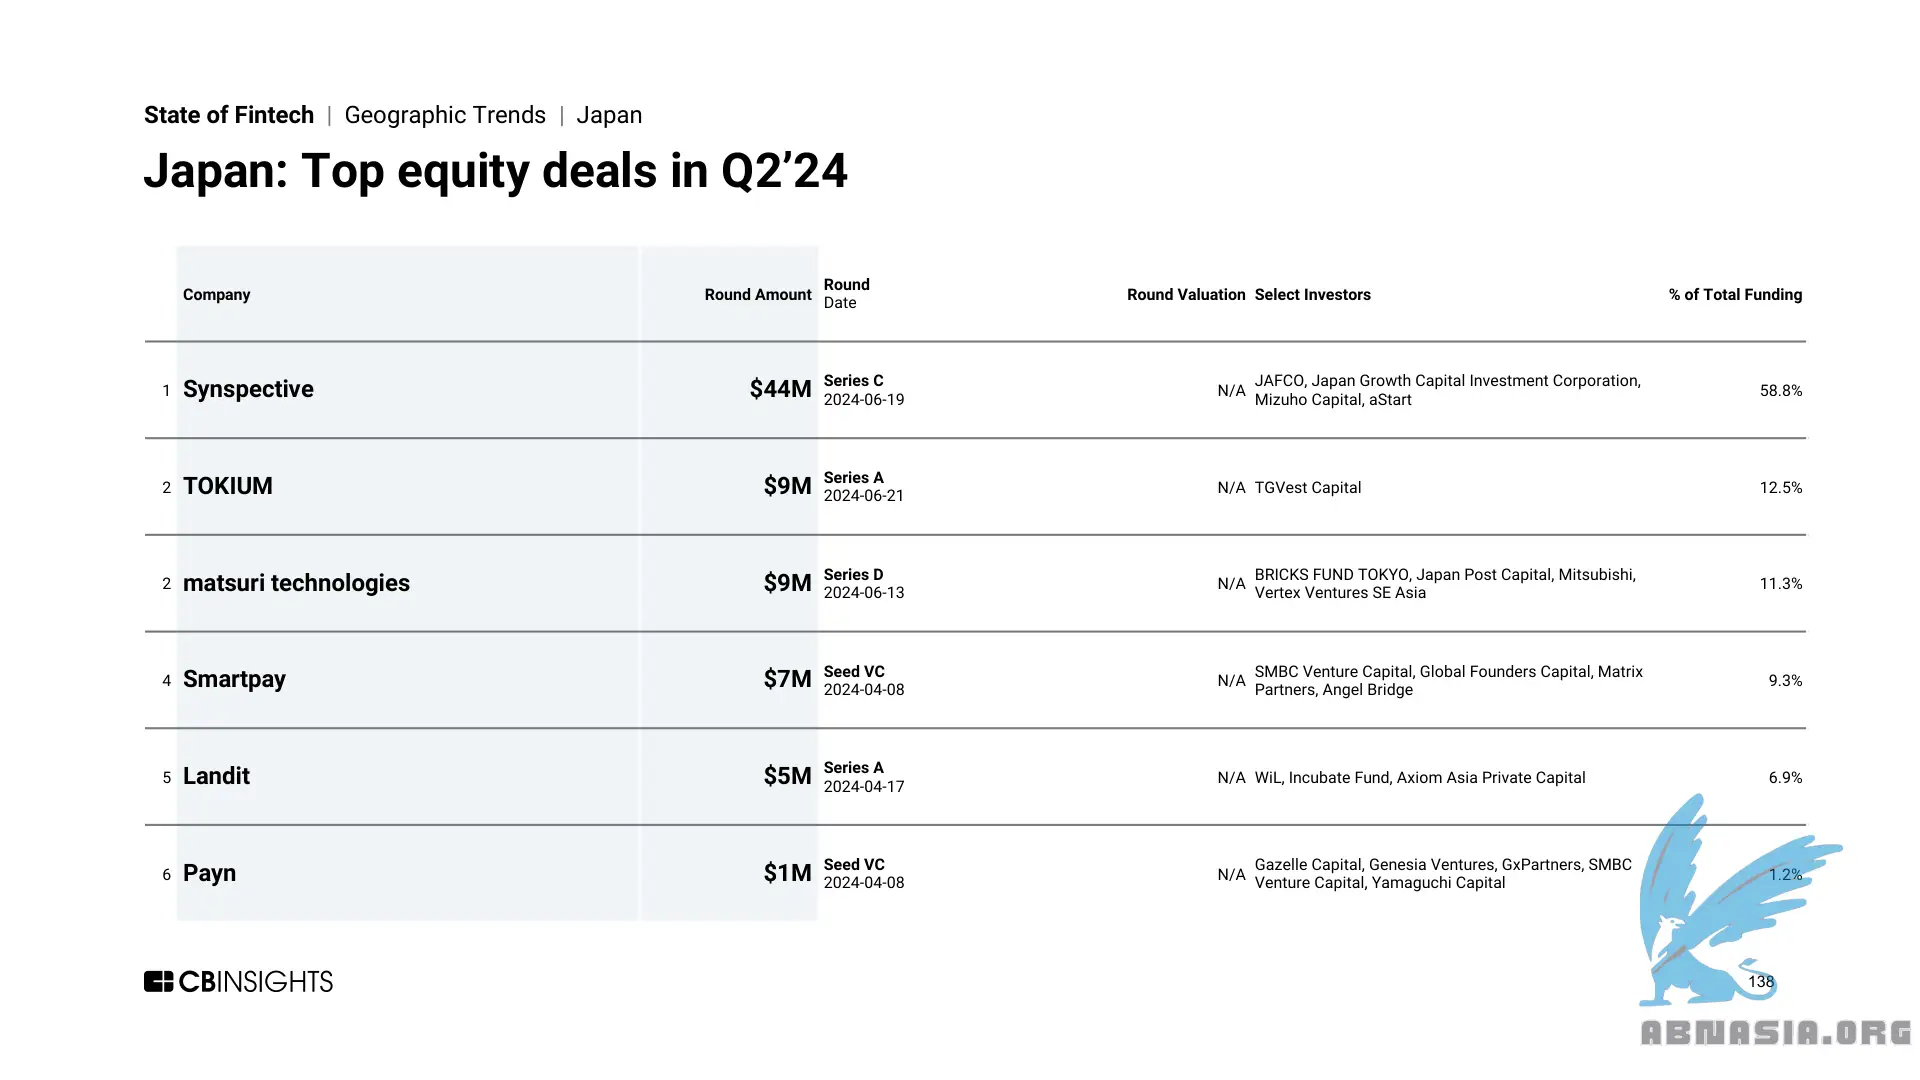 State of Fintech | Geographic Trends | Japan
Japan: Top equity deals in Q2’24
Company Round Amount Round Date Round Valuation Select Investors % of Total Funding
1 Synspective $44M Series C 2024-06-19 N/A JAFCO, Japan Growth Capital Investment Corporation, Mizuho Capital, aStart 58.8%
2 TOKIUM $9M Series A 2024-06-21 N/A TGVest Capital 12.5%
2 matsuri technologies $9M Series D 2024-06-13 N/A BRICKS FUND TOKYO, Japan Post Capital, Mitsubishi, Vertex Ventures SE Asia 11.3%
4 Smartpay $7M Seed VC 2024-04-08 N/A SMBC Venture Capital, Global Founders Capital, Matrix Partners, Angel Bridge 9.3%
5 Landit $5M Series A 2024-04-17 N/A WiL, Incubate Fund, Axiom Asia Private Capital 6.9%
6 Payn $1M Seed VC 2024-04-08 N/A Gazelle Capital, Genesia Ventures, GxPartners, SMBC Venture Capital, Yamaguchi Capital 1.2%
CBINSIGHTS
138
ABNASIA.ORG